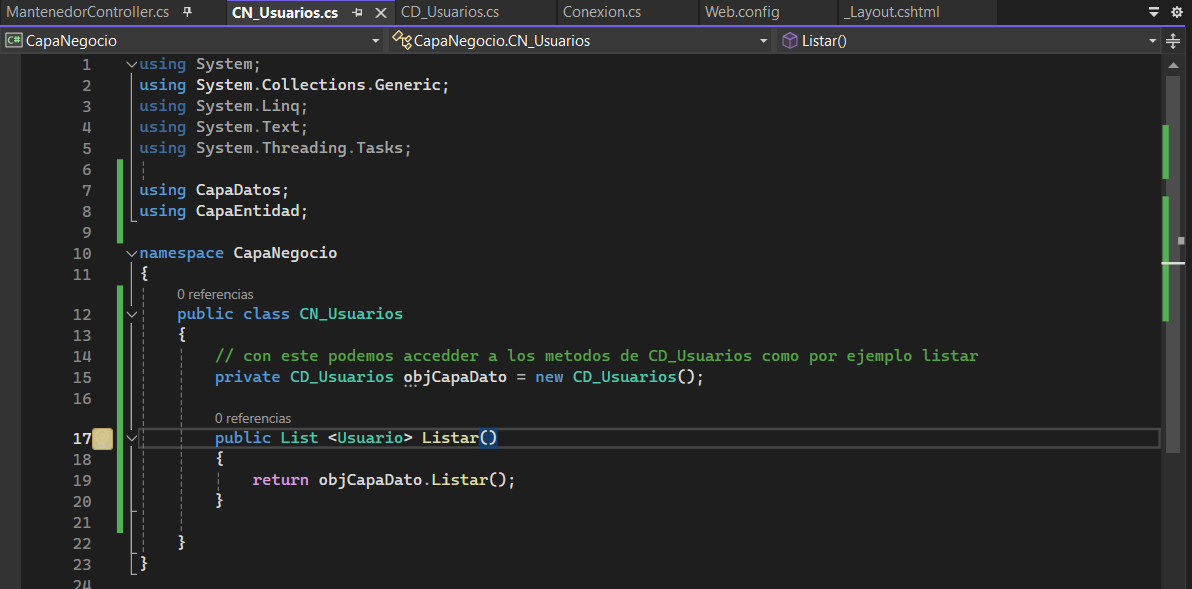 MantenedorController.cs CN_Usuarios.cs CD_Usuarios.cs Conexion.cs Web.config _Layout.cshtml
C# CapaNegocio CapaNegocio.CN_Usuarios Listar()
1 using System;
2 using System.Collections.Generic;
3 using System.Linq;
4 using System.Text;
5 using System.Threading.Tasks;
6
7 using CapaDatos;
8 using CapaEntidad;
9
10 namespace CapaNegocio
11 {
0 referencias
12 public class CN_Usuarios
13 {
14 // con este podemos accedder a los metodos de CD_Usuarios como por ejemplo listar
15 private CD_Usuarios objCapaDato = new CD_Usuarios();
16
0 referencias
17 public List <Usuario> Listar()
18 {
19 return objCapaDato.Listar();
20 }
21
22 }
23 }
24